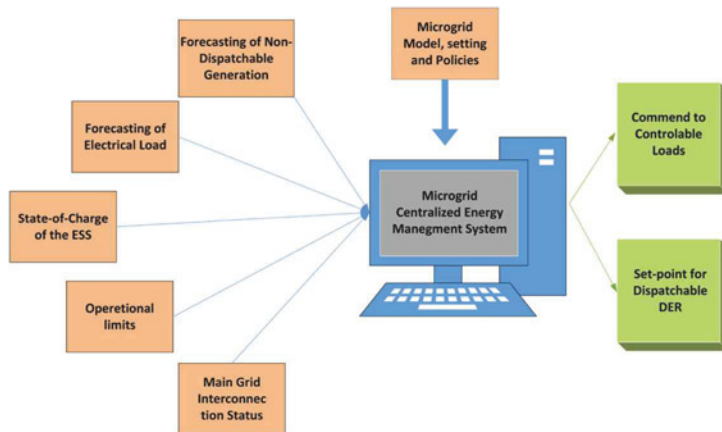 Forecasting of Non-
Dispatchable
Generation
Microgrid
Model, setting
and Policies
Forecasting of
Electrical Load
State-of-Charge
of the ESS
Operetional
limits
Main Grid
Interconnec
tion Status
Microgrid
Centralized Energy
Manegment System
Commend to
Controlable
Loads
Set-point for
Dispatchable
DER